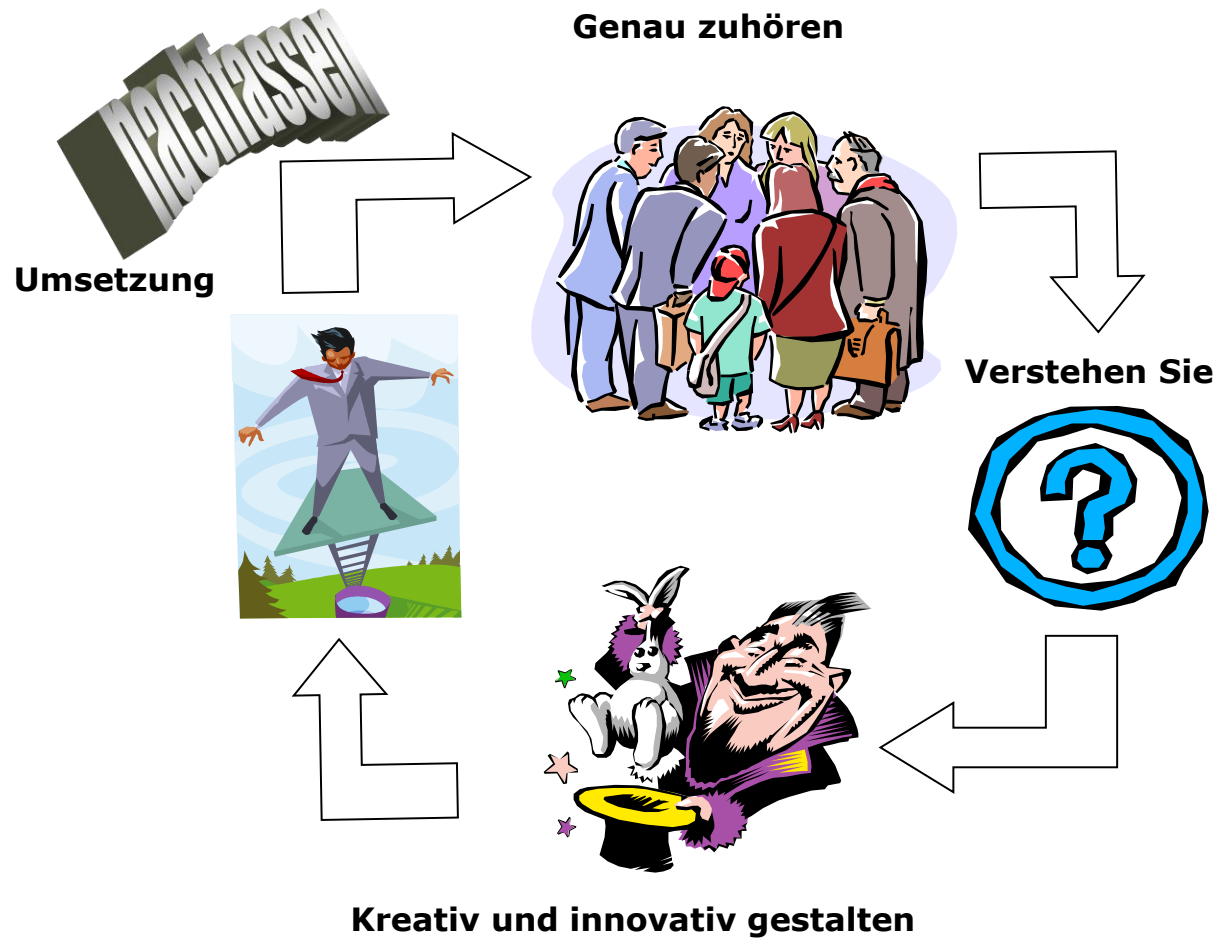 Genau zuhören
nachfassen
Umsetzung
Verstehen Sie
?
Kreativ und innovativ gestalten